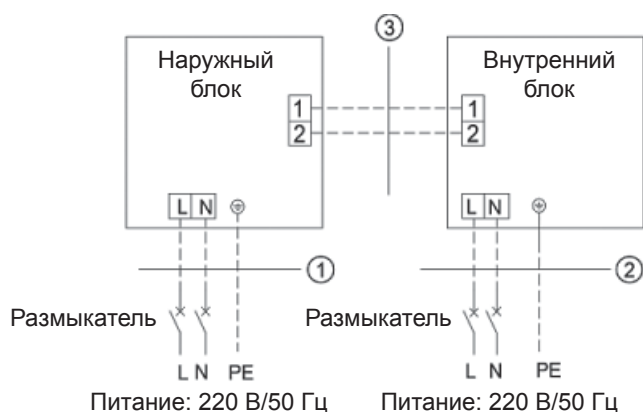 ③
Наружный
блок
Внутренний
блок
1
1
2
2
L N
L N
①
②
Размыкатель
Размыкатель
L N PE
L N PE
Питание: 220 В/50 Гц
Питание: 220 В/50 Гц